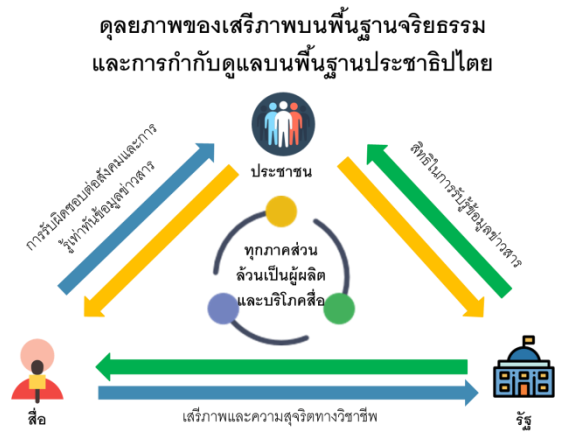 ดุลยภาพของเสรีภาพบนพื้นฐานจริยธรรม
และการกำกับดูแลบนพื้นฐานประชาธิปไตย
ประชาชน
การรับผิดชอบต่อสังคมและการ
รู้เท่าทันข้อมูลข่าวสาร
สิทธิในการรับรู้ข้อมูลข่าวสาร
ทุกภาคส่วน
ล้วนเป็นผู้ผลิต
และบริโภคสื่อ
สื่อ
เสรีภาพและความสุจริตทางวิชาชีพ
รัฐ